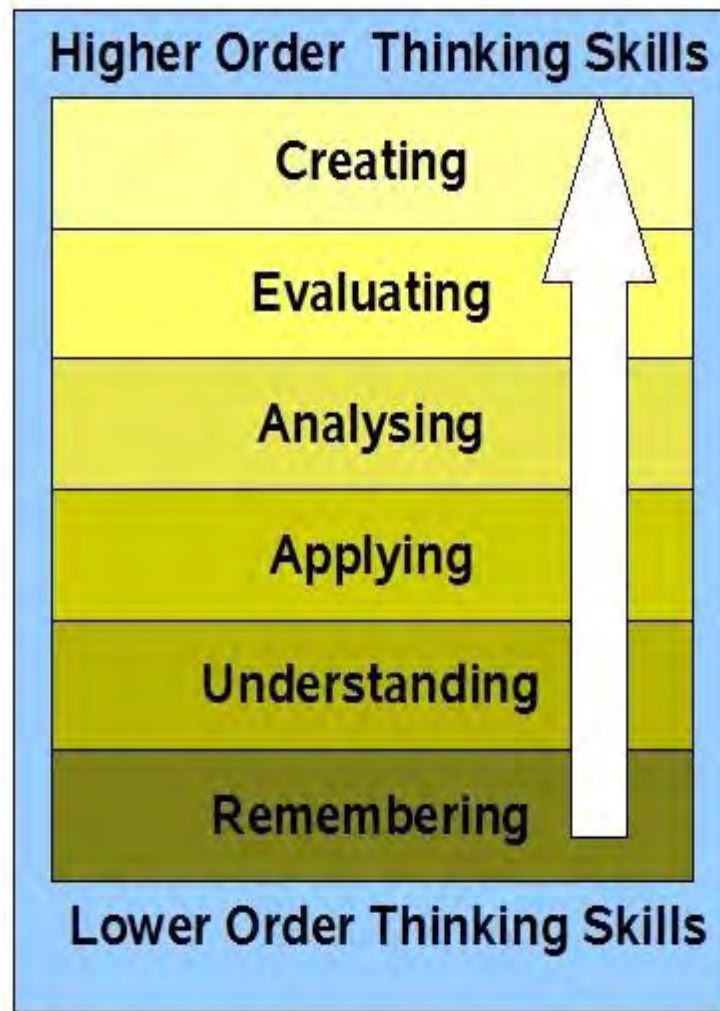 Higher Order Thinking Skills
Creating
Evaluating
Analysing
Applying
Understanding
Remembering
Lower Order Thinking Skills